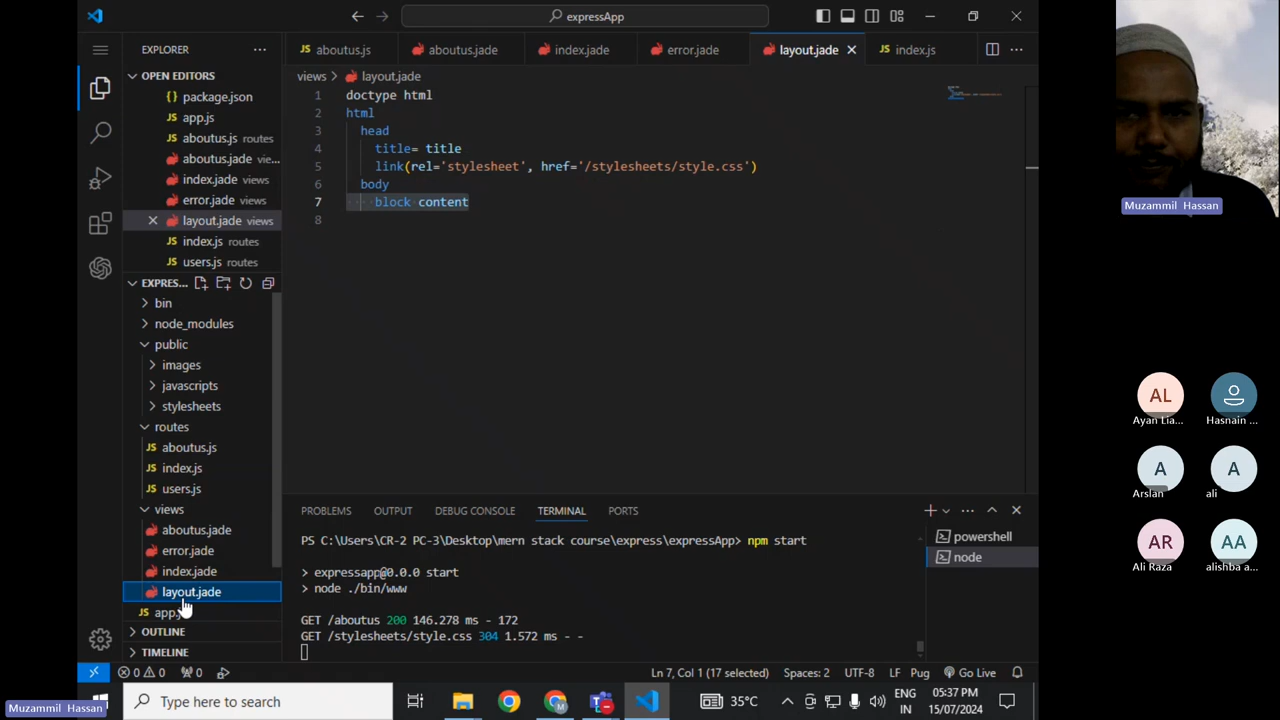 expressApp
EXPLORER
OPEN EDITORS
package.json
app.js
aboutus.js routes
aboutus.jade vie...
index.jade views
error.jade views
layout.jade views
index.js routes
users.js routes
EXPRES...
bin
node_modules
public
images
javascripts
stylesheets
routes
aboutus.js
index.js
users.js
views
aboutus.jade
error.jade
index.jade
layout.jade
OUTLINE
TIMELINE
aboutus.js
aboutus.jade
index.jade
error.jade
layout.jade
index.js
views > layout.jade
1 doctype html
2 html
3 head
4 title= title
5 link(rel='stylesheet', href='/stylesheets/style.css')
6 body
7 block content
8
PROBLEMS OUTPUT DEBUG CONSOLE TERMINAL PORTS
PS C:\Users\CR-2 PC-3\Desktop\mern stack course\express\expressApp> npm start
> expressapp@0.0.0 start
> node ./bin/www
GET /aboutus 200 146.278 ms - 172
GET /stylesheets/style.css 304 1.572 ms - -
powershell
node
0 0 0
Ln 7, Col 1 (17 selected) Spaces: 2 UTF-8 LF Pug Go Live
Type here to search
35°C
ENG
IN
05:37 PM
15/07/2024
Muzammil Hassan
AL
Ayan Lia...
Hasnain ...
A
Arslan
A
ali
AR
Ali Raza
AA
alishba a...
Muzammil Hassan